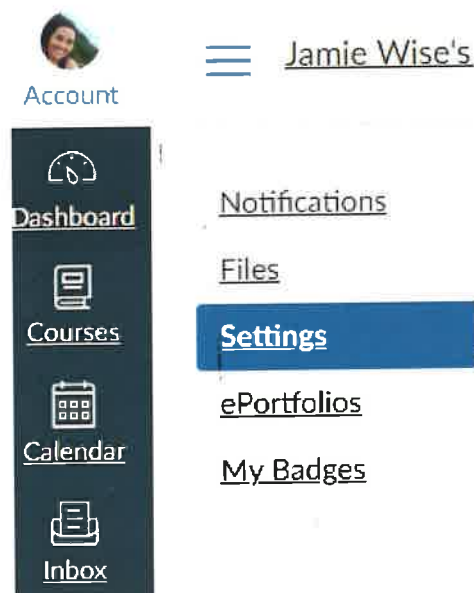 Account
Dashboard
Courses
Calendar
Inbox
Jamie Wise's
Notifications
Files
Settings
ePortfolios
My Badges